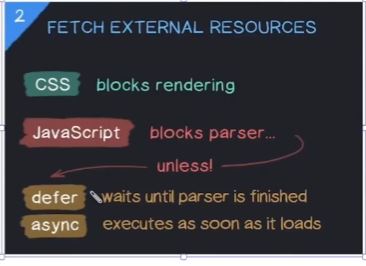 2
FETCH EXTERNAL RESOURCES
CSS blocks rendering
JavaScript blocks parser...
unless!
defer waits until parser is finished
async executes as soon as it loads